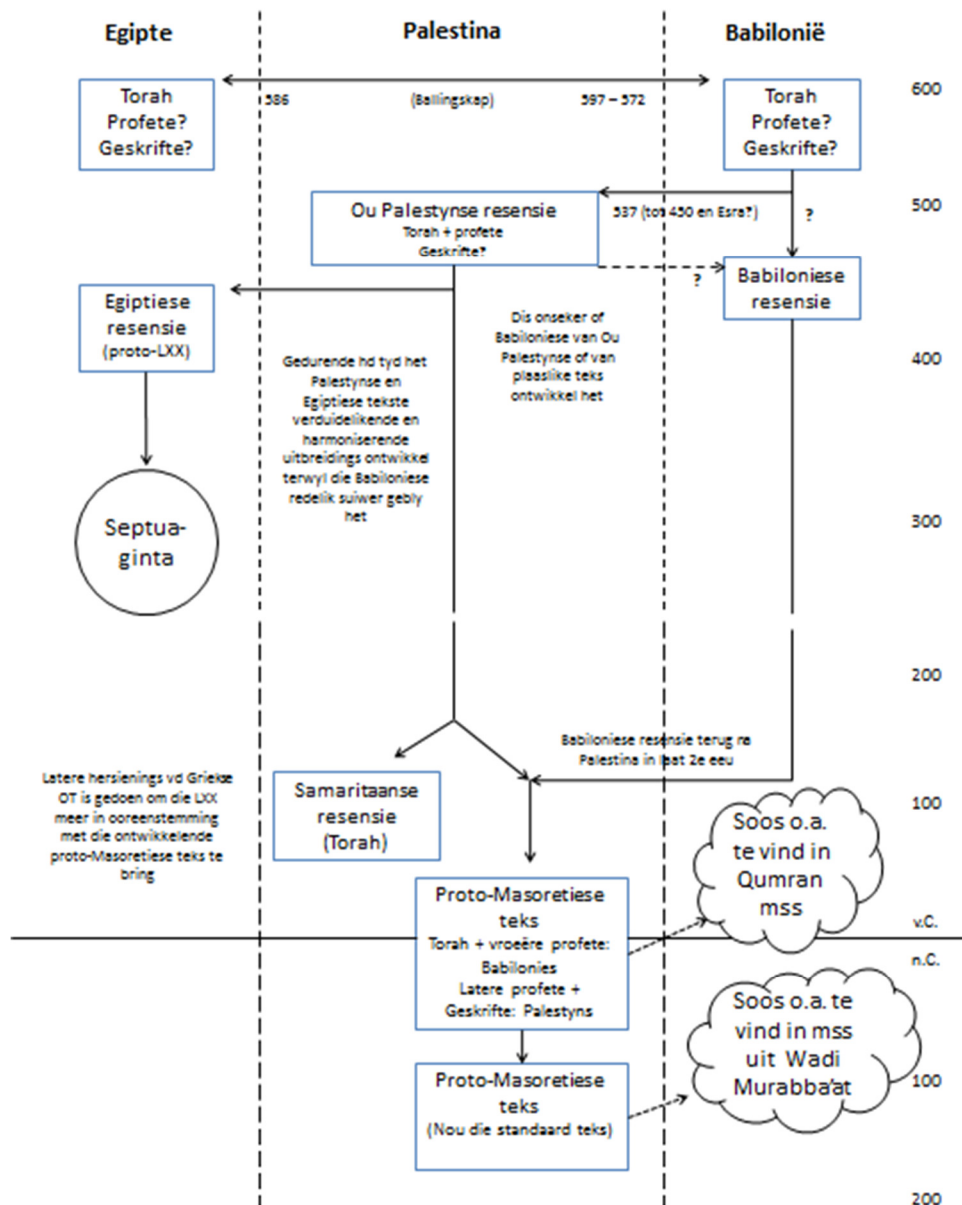 Egipte
Palestina
Babilonië
Torah
Profete?
Geskrifte?
586
(Ballingskap)
597 – 572
Torah
Profete?
Geskrifte?
600
Ou Palestynse resensie
Torah + profete
Geskrifte?
537 (tot 450 en Esra?)
?
500
?
Babiloniese
resensie
Egiptiese
resensie
(proto-LXX)
Dis onseker of
Babiloniese van Ou
Palestynse of van
plaaslike teks
ontwikkel het
400
Gedurende hd tyd het
Palestynse en
Egiptiese tekste
verduidelikende en
harmoniserende
uitbreidings ontwikkel
terwyl die Babiloniese
redelik suiwer gebly
het
Septua-
ginta
300
200
Babiloniese resensie terug na
Palestina in laat 2e eeu
Latere hersienings vd Griekse
OT is gedoen om die LXX
meer in ooreenstemming
met die ontwikkelende
proto-Masoretiese teks te
bring
Samaritaanse
resensie
(Torah)
100
Soos o.a.
te vind in
Qumran
mss
Proto-Masoretiese
teks
Torah + vroeëre profete:
Babilonies
Latere profete +
Geskrifte: Palestyns
v.C.
n.C.
Soos o.a. te
vind in mss
uit Wadi
Murabba'at
Proto-Masoretiese
teks
(Nou die standaard teks)
100
200